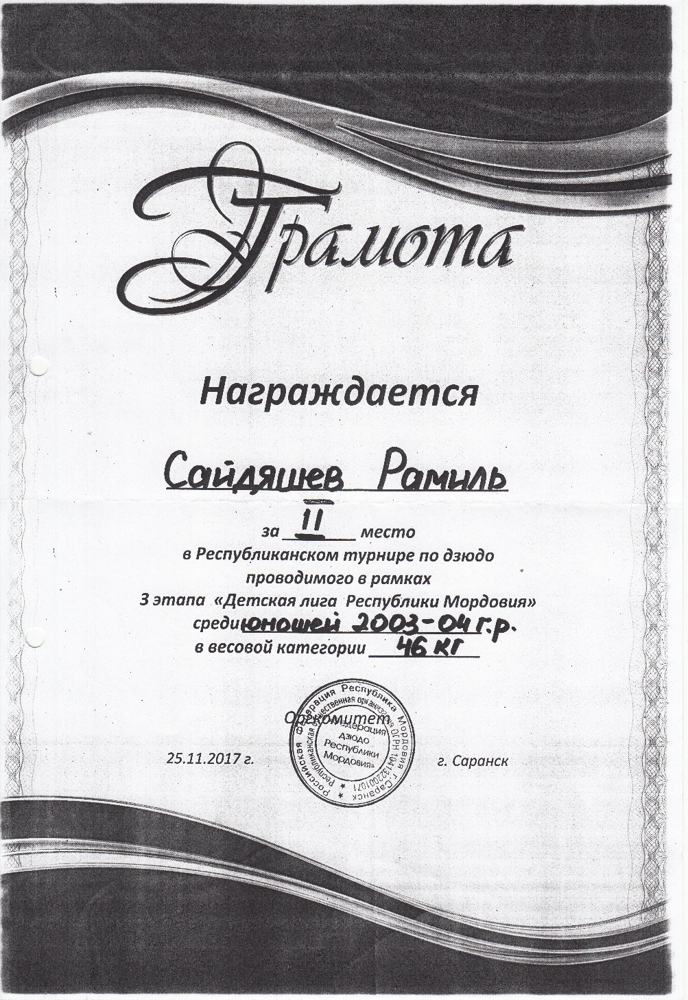 Грамота
Награждается
Сайдяшев Рамиль
за II место
в Республиканском турнире по дзюдо
проводимого в рамках
3 этапа «Детская лига Республики Мордовия»
среди юношей 2003-04 г.р.
в весовой категории 46 кг
Оргкомитет
25.11.2017 г.
г. Саранск
Российская Федерация Республика Мордовия г.Саранск
Республиканская общественная организация ОГРН 1041322001071
«Федерация
дзюдо
Республики
Мордовия»